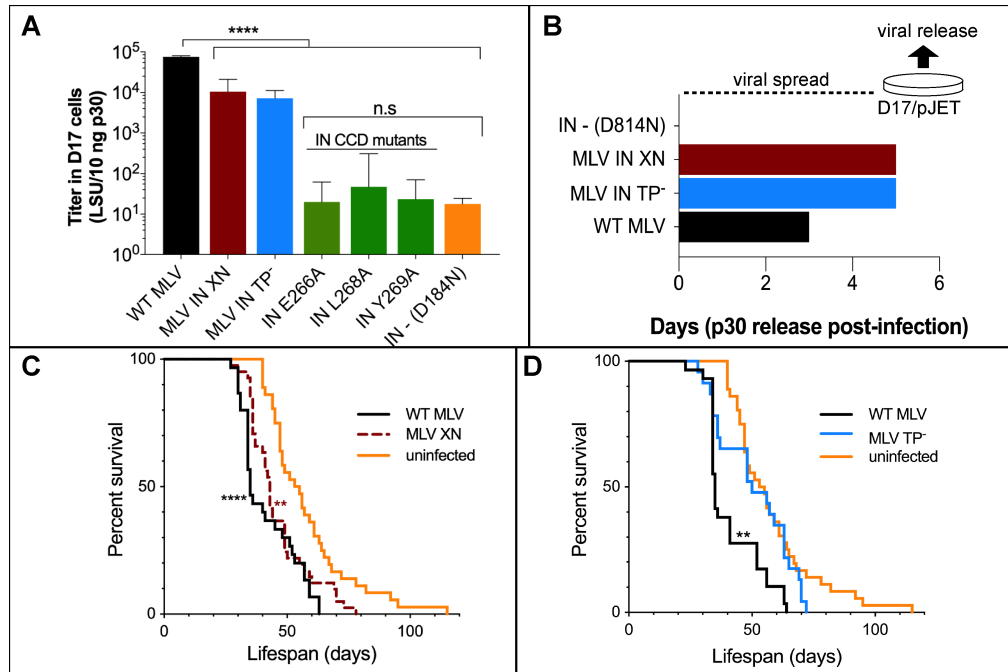 A
****
n.s
IN CCD mutants
Titer in D17 cells
(LSU/10 ng p30)
10⁵
10⁴
10³
10²
10¹
10⁰
WT MLV
MLV IN XN
MLV IN TP⁻
IN E266A
IN L268A
IN Y269A
IN - (D184N)
B
viral release
viral spread
D17/pJET
IN - (D814N)
MLV IN XN
MLV IN TP⁻
WT MLV
0 2 4 6
Days (p30 release post-infection)
C
Percent survival
100
50
0
WT MLV
MLV XN
uninfected
**** **
0 50 100
Lifespan (days)
D
Percent survival
100
50
0
WT MLV
MLV TP⁻
uninfected
**
0 50 100
Lifespan (days)